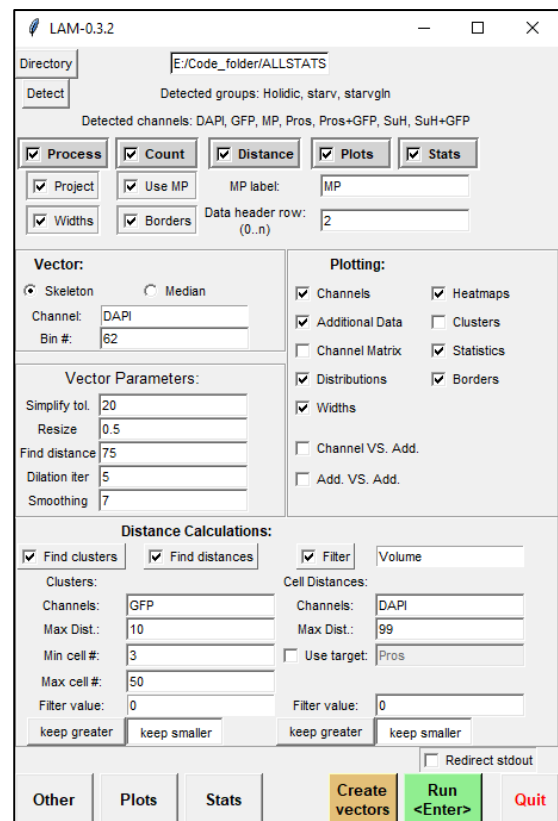 LAM-0.3.2
Directory E:/Code_folder/ALLSTATS
Detect Detected groups: Holidic, starv, starvgln
Detected channels: DAPI, GFP, MP, Pros, Pros+GFP, SuH, SuH+GFP
Process Count Distance Plots Stats
Project Use MP MP label: MP
Widths Borders Data header row: 2
(0..n)
Vector:
Skeleton Median
Channel: DAPI
Bin #: 62
Vector Parameters:
Simplify tol. 20
Resize 0.5
Find distance 75
Dilation iter 5
Smoothing 7
Plotting:
Channels Heatmaps
Additional Data Clusters
Channel Matrix Statistics
Distributions Borders
Widths
Channel VS. Add.
Add. VS. Add.
Distance Calculations:
Find clusters Find distances Filter Volume
Clusters:
Channels: GFP
Max Dist.: 10
Min cell #: 3
Max cell #: 50
Filter value: 0
keep greater keep smaller
Cell Distances:
Channels: DAPI
Max Dist.: 99
Use target: Pros
Filter value: 0
keep greater keep smaller
Redirect stdout
Other Plots Stats Create vectors Run <Enter> Quit